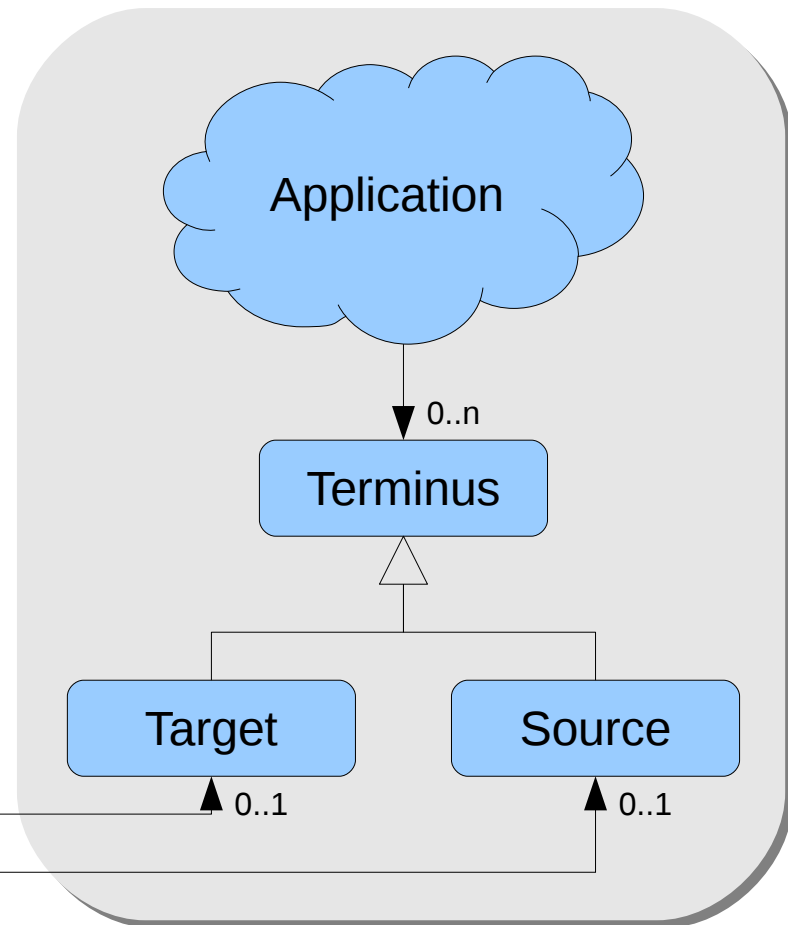 Application
0..n
Terminus
Target
Source
0..1
0..1